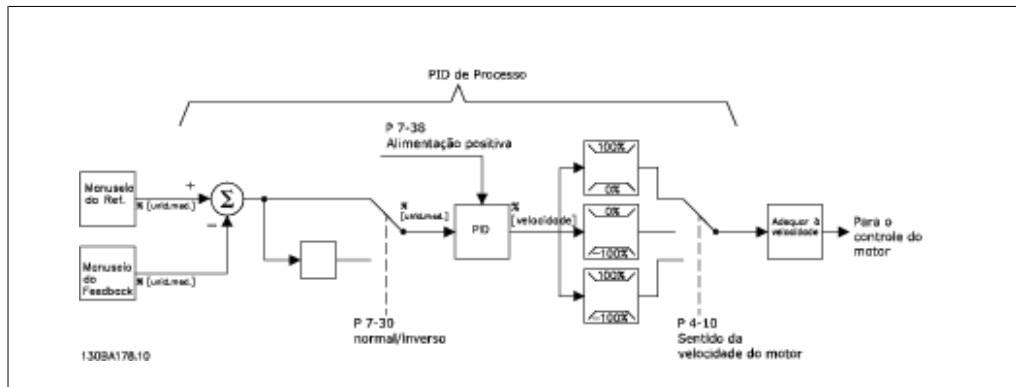 PID de Processo
P 7-38
Alimentação positiva
Manuseio
do Ref.
% [unid.med.]
+
−
Σ
Manuseio
do
Feedback
% [unid.med.]
%
[unid.med.]
PID
%
[velocidade]
100%
0%
0%
−100%
100%
−100%
Adequar à
velocidade
Para o
controle do
motor
P 7-30
normal/inverso
P 4-10
Sentido da
velocidade do motor
130BA178.10